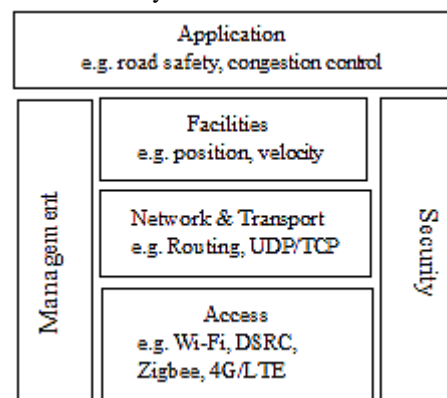 Application
e.g. road safety, congestion control
Facilities
e.g. position, velocity
Management
Network & Transport
e.g. Routing, UDP/TCP
Security
Access
e.g. Wi-Fi, DSRC,
Zigbee, 4G/LTE